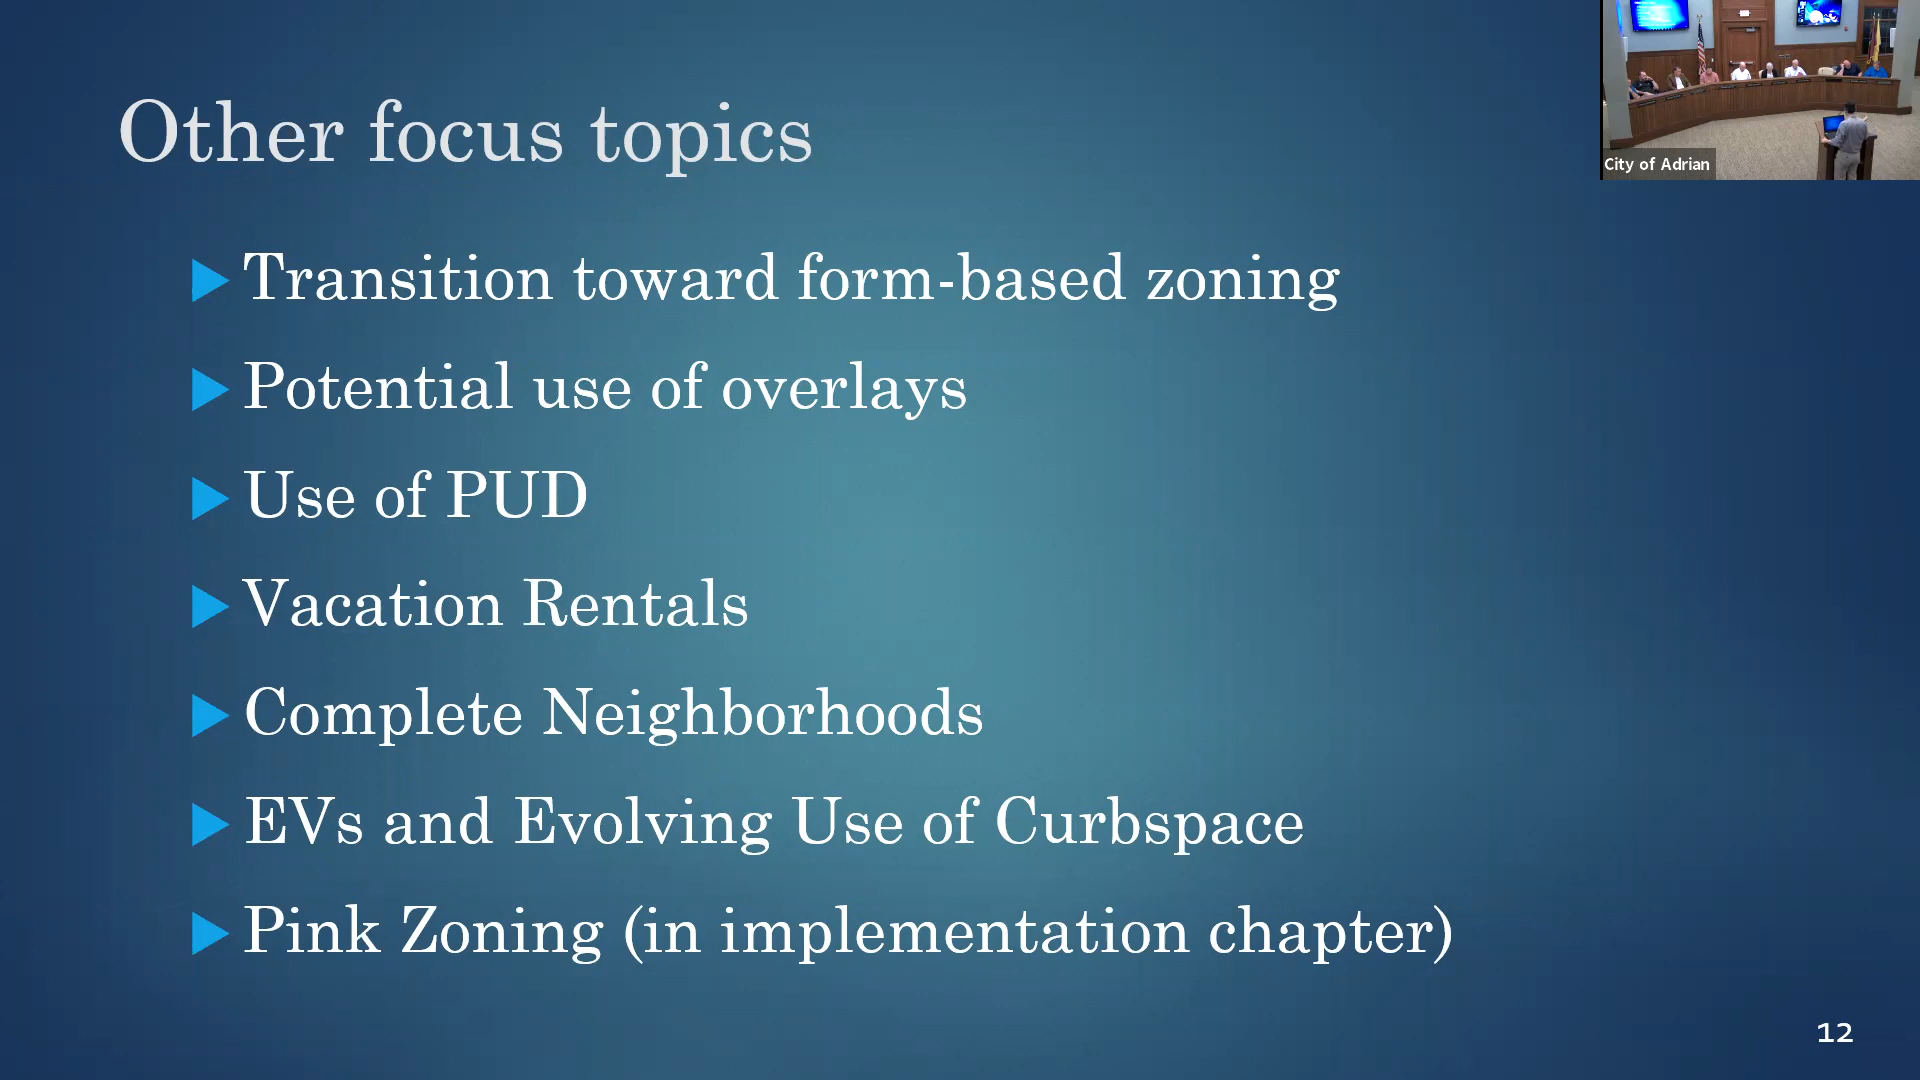 Other focus topics
Transition toward form-based zoning
Potential use of overlays
Use of PUD
Vacation Rentals
Complete Neighborhoods
EVs and Evolving Use of Curbspace
Pink Zoning (in implementation chapter)
12
City of Adrian